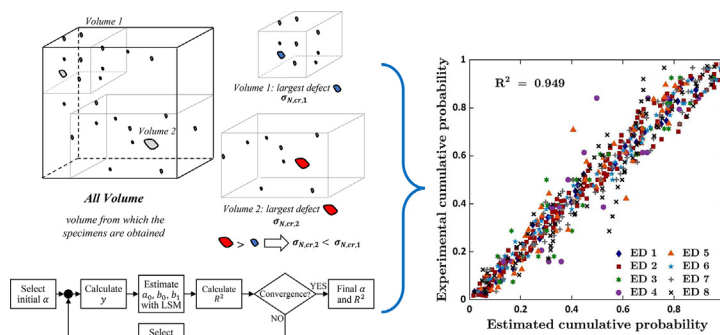 Volume 1
Volume 2
All Volume
volume from which the
specimens are obtained
Volume 1: largest defect
σN,cr,1
Volume 2: largest defect
σN,cr,2
> ⇒ σN,cr,2 < σN,cr,1
Select
initial α
Calculate
y
Estimate
a0, b0, b1
with LSM
Calculate
R²
Convergence?
YES
NO
Final α
and R²
Select
Experimental cumulative probability
1
0.8
0.6
0.4
0.2
0
R² = 0.949
ED 1
ED 2
ED 3
ED 4
ED 5
ED 6
ED 7
ED 8
0 0.2 0.4 0.6 0.8
Estimated cumulative probability